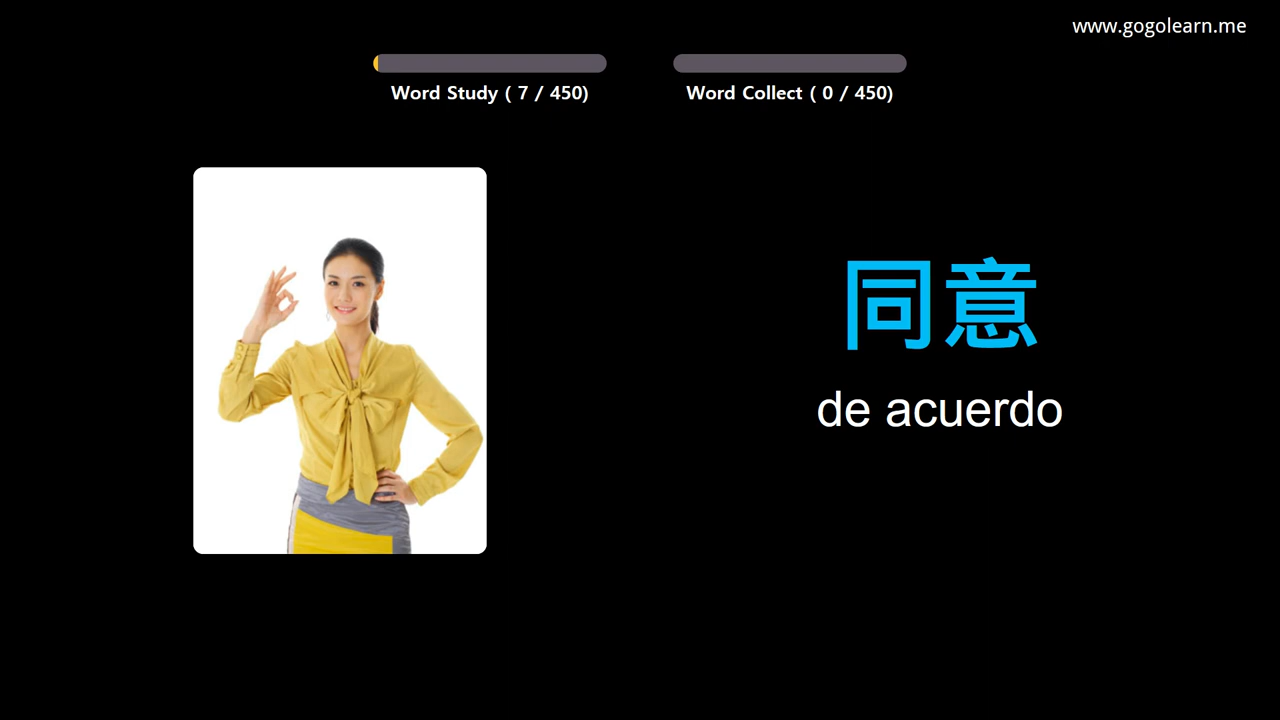 www.gogolearn.me
Word Study ( 7 / 450)
Word Collect ( 0 / 450)
同意
de acuerdo